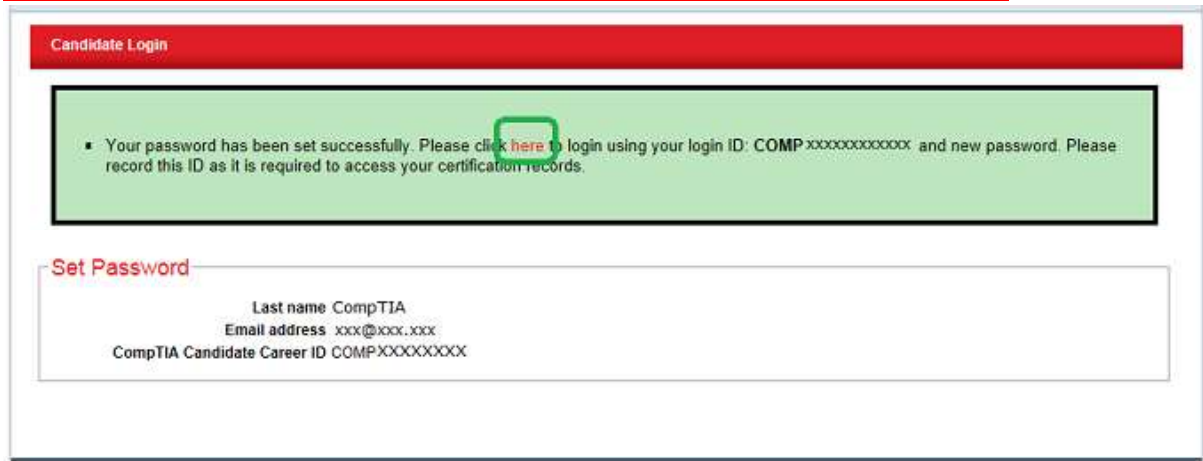 Candidate Login
▪ Your password has been set successfully. Please click here to login using your login ID: COMP xxxxxxxxxxxx and new password. Please
record this ID as it is required to access your certification records.
Set Password
Last name CompTIA
Email address xxx@xxx.xxx
CompTIA Candidate Career ID COMPXXXXXXXX